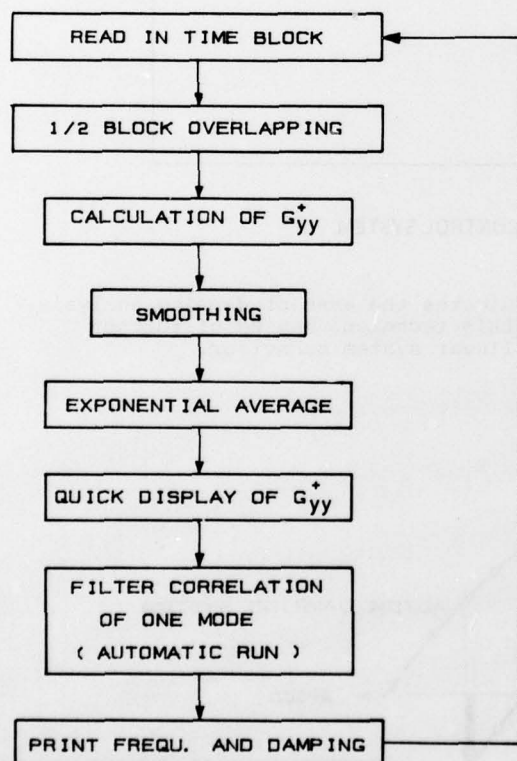 READ IN TIME BLOCK
1/2 BLOCK OVERLAPPING
CALCULATION OF G⁺yy
SMOOTHING
EXPONENTIAL AVERAGE
QUICK DISPLAY OF G⁺yy
FILTER CORRELATION
OF ONE MODE
( AUTOMATIC RUN )
PRINT FREQU. AND DAMPING